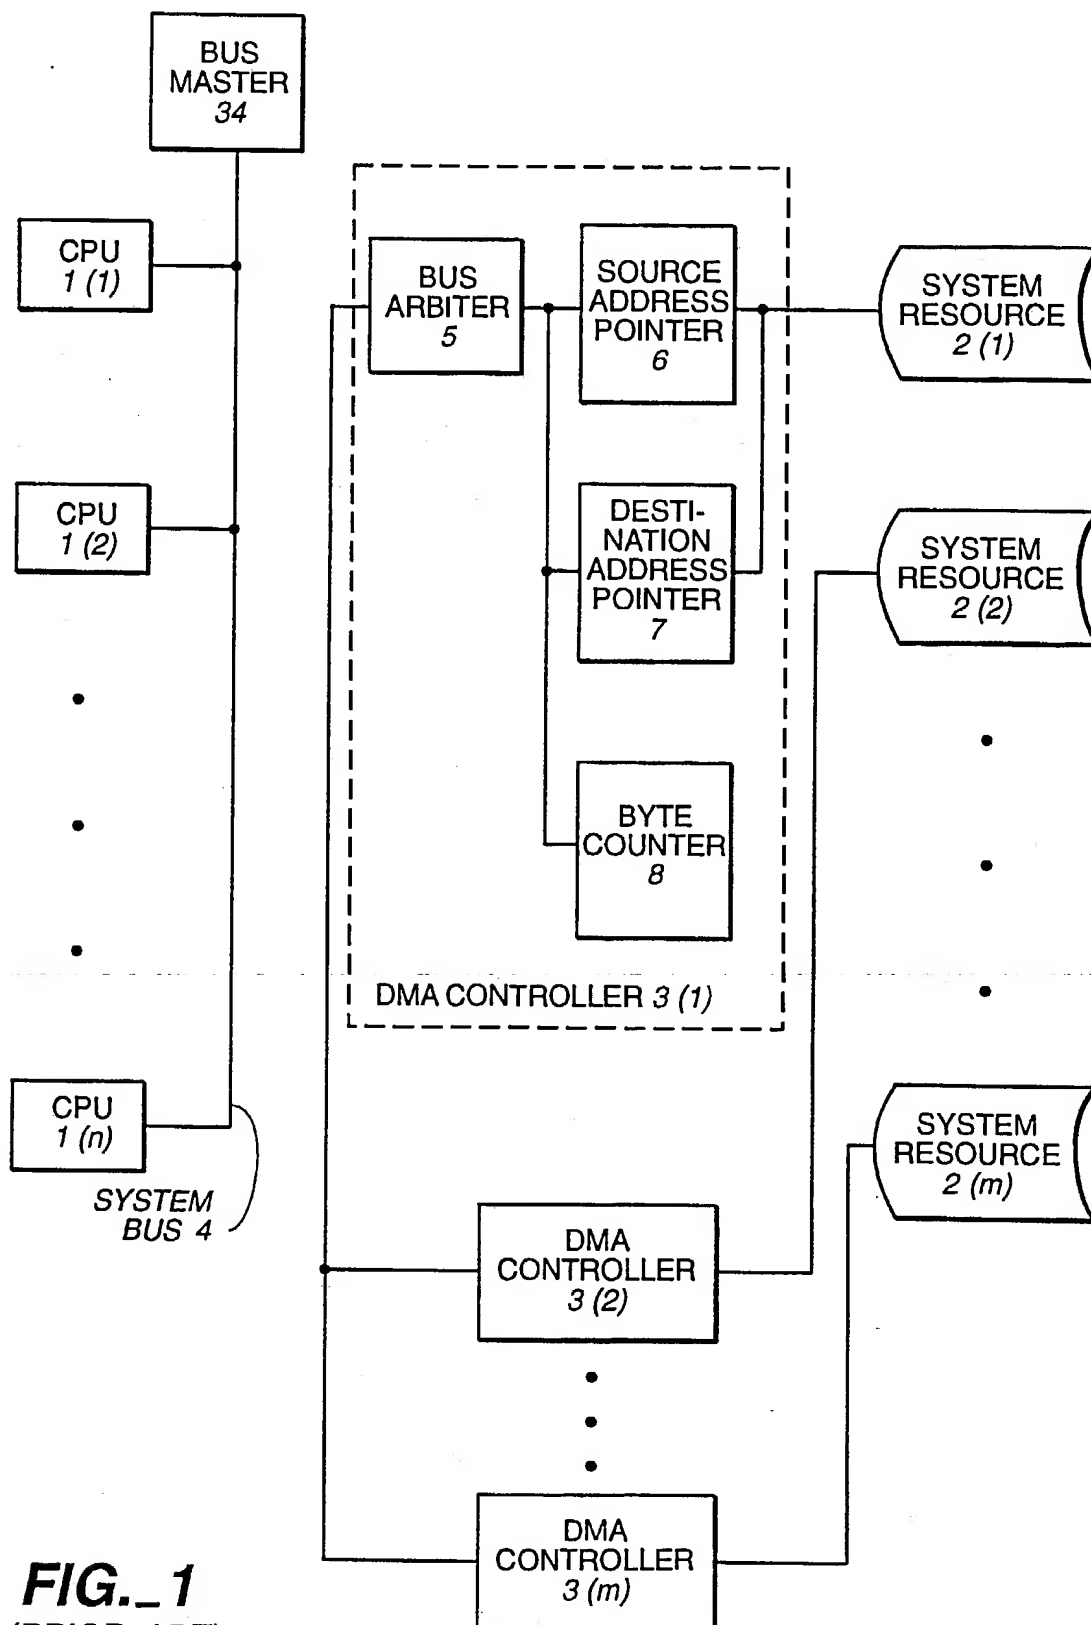 BUS
MASTER
34
CPU
1 (1)
BUS
ARBITER
5
SOURCE
ADDRESS
POINTER
6
SYSTEM
RESOURCE
2 (1)
CPU
1 (2)
DESTI-
NATION
ADDRESS
POINTER
7
SYSTEM
RESOURCE
2 (2)
BYTE
COUNTER
8
DMA CONTROLLER 3 (1)
CPU
1 (n)
SYSTEM
BUS 4
SYSTEM
RESOURCE
2 (m)
DMA
CONTROLLER
3 (2)
DMA
CONTROLLER
3 (m)
FIG._1